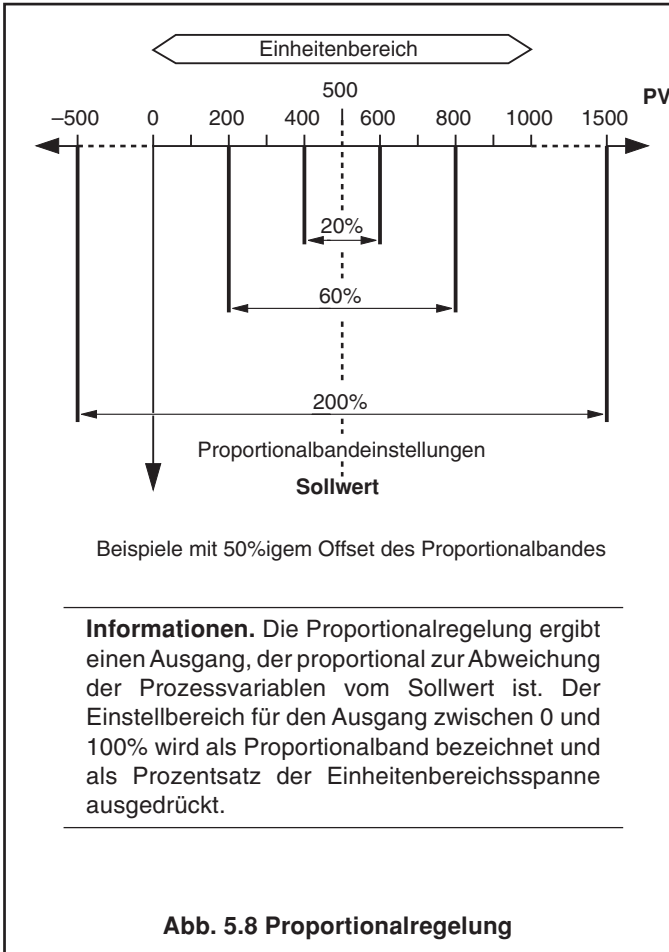 Einheitenbereich
500
PV
–500 0 200 400 600 800 1000 1500
20%
60%
200%
Proportionalbandeinstellungen
Sollwert
Beispiele mit 50%igem Offset des Proportionalbandes
Informationen. Die Proportionalregelung ergibt
einen Ausgang, der proportional zur Abweichung
der Prozessvariablen vom Sollwert ist. Der
Einstellbereich für den Ausgang zwischen 0 und
100% wird als Proportionalband bezeichnet und
als Prozentsatz der Einheitenbereichsspanne
ausgedrückt.
Abb. 5.8 Proportionalregelung